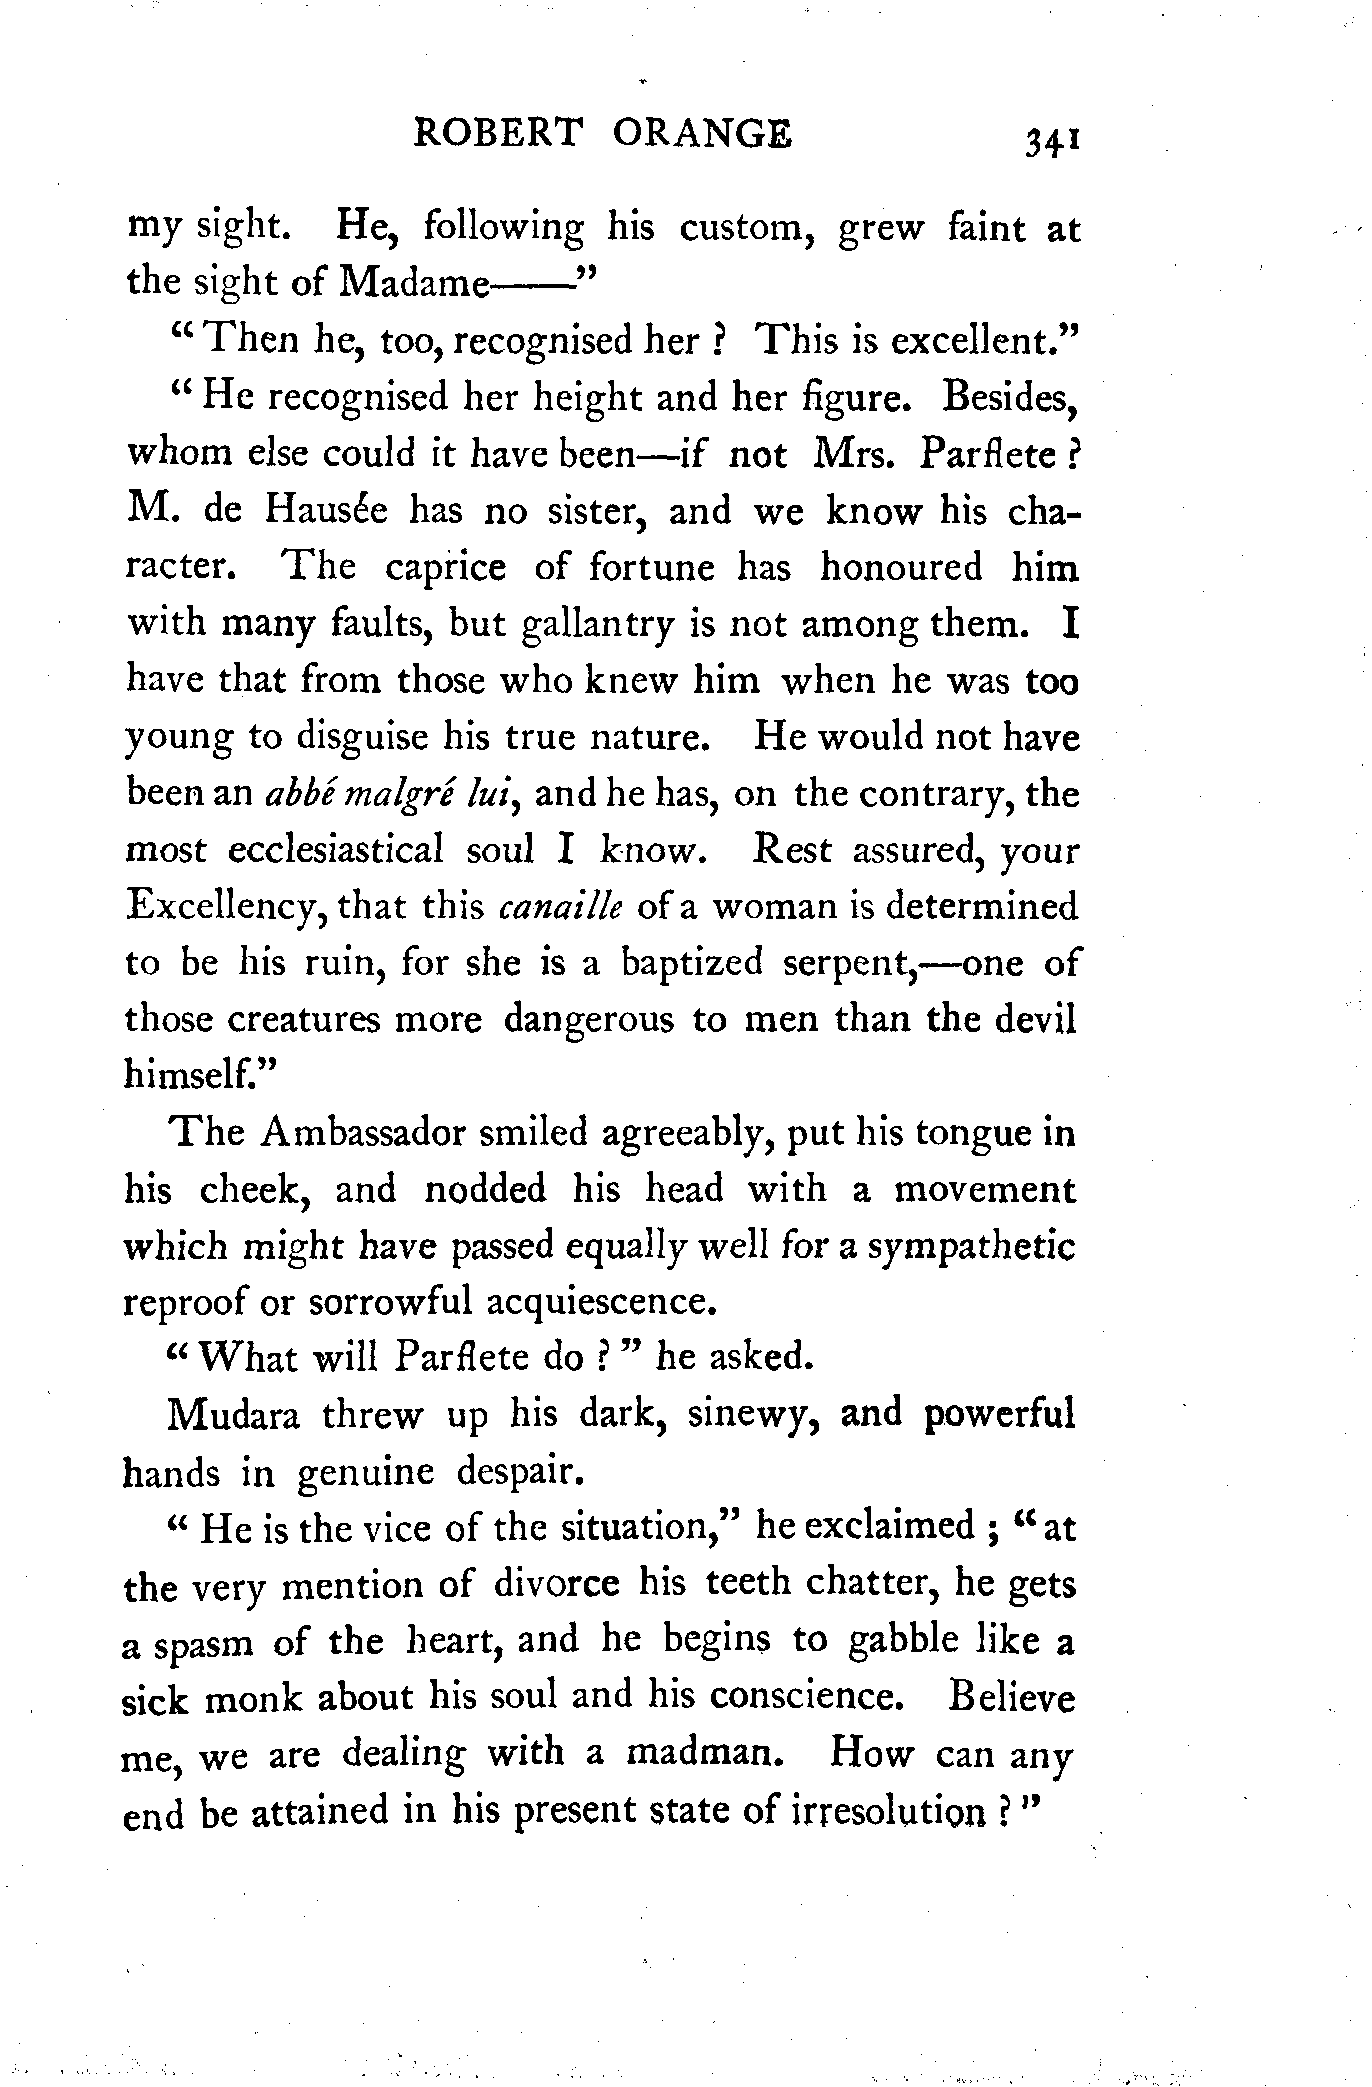 ROBERT ORANGE 341
my sight. He, following his custom, grew faint at
the sight of Madame——"
"Then he, too, recognised her ? This is excellent."
"He recognised her height and her figure. Besides,
whom else could it have been—if not Mrs. Parflete ?
M. de Hausée has no sister, and we know his cha-
racter. The caprice of fortune has honoured him
with many faults, but gallantry is not among them. I
have that from those who knew him when he was too
young to disguise his true nature. He would not have
been an abbé malgré lui, and he has, on the contrary, the
most ecclesiastical soul I know. Rest assured, your
Excellency, that this canaille of a woman is determined
to be his ruin, for she is a baptized serpent,—one of
those creatures more dangerous to men than the devil
himself."
The Ambassador smiled agreeably, put his tongue in
his cheek, and nodded his head with a movement
which might have passed equally well for a sympathetic
reproof or sorrowful acquiescence.
"What will Parflete do ? " he asked.
Mudara threw up his dark, sinewy, and powerful
hands in genuine despair.
"He is the vice of the situation," he exclaimed ; "at
the very mention of divorce his teeth chatter, he gets
a spasm of the heart, and he begins to gabble like a
sick monk about his soul and his conscience. Believe
me, we are dealing with a madman. How can any
end be attained in his present state of irresolution ? "